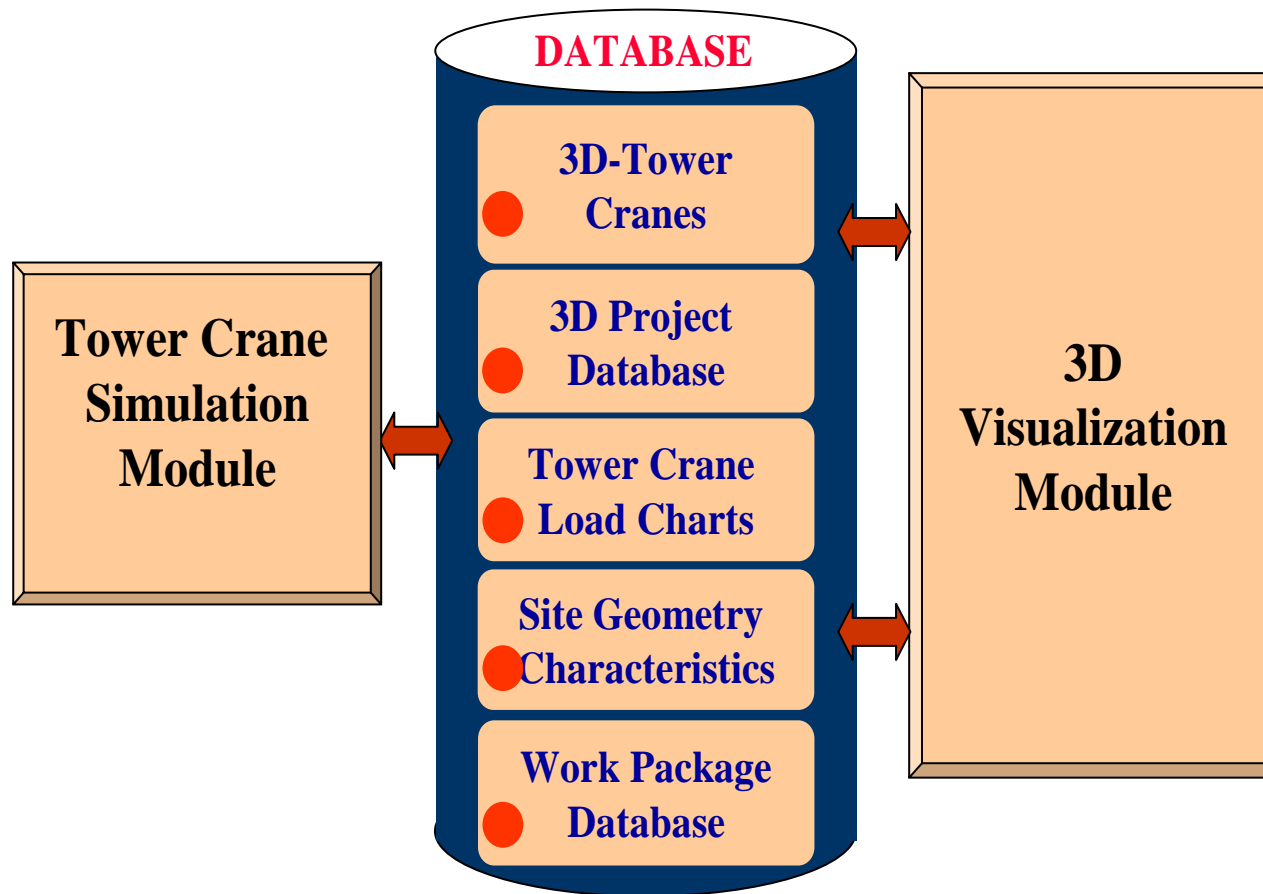 DATABASE
3D-Tower
Cranes
3D Project
Database
Tower Crane
Load Charts
Site Geometry
Characteristics
Work Package
Database
Tower Crane
Simulation
Module
3D
Visualization
Module